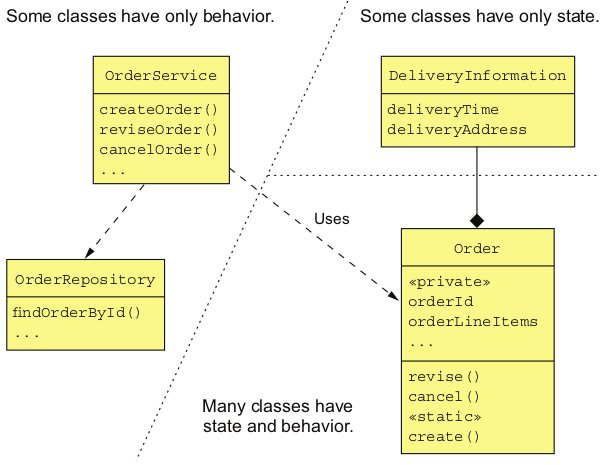 Some classes have only behavior.
Some classes have only state.
OrderService
createOrder()
reviseOrder()
cancelOrder()
...
DeliveryInformation
deliveryTime
deliveryAddress
Uses
OrderRepository
findOrderById()
...
Order
«private»
orderId
orderLineItems
...
revise()
cancel()
«static»
create()
Many classes have
state and behavior.